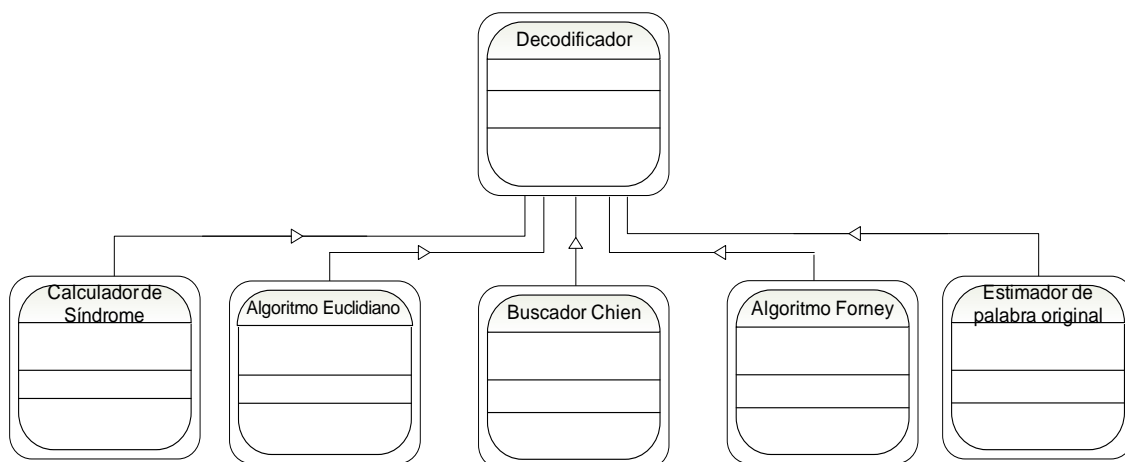 Decodificador
Calculador de
Síndrome
Algoritmo Euclidiano
Buscador Chien
Algoritmo Forney
Estimador de
palabra original